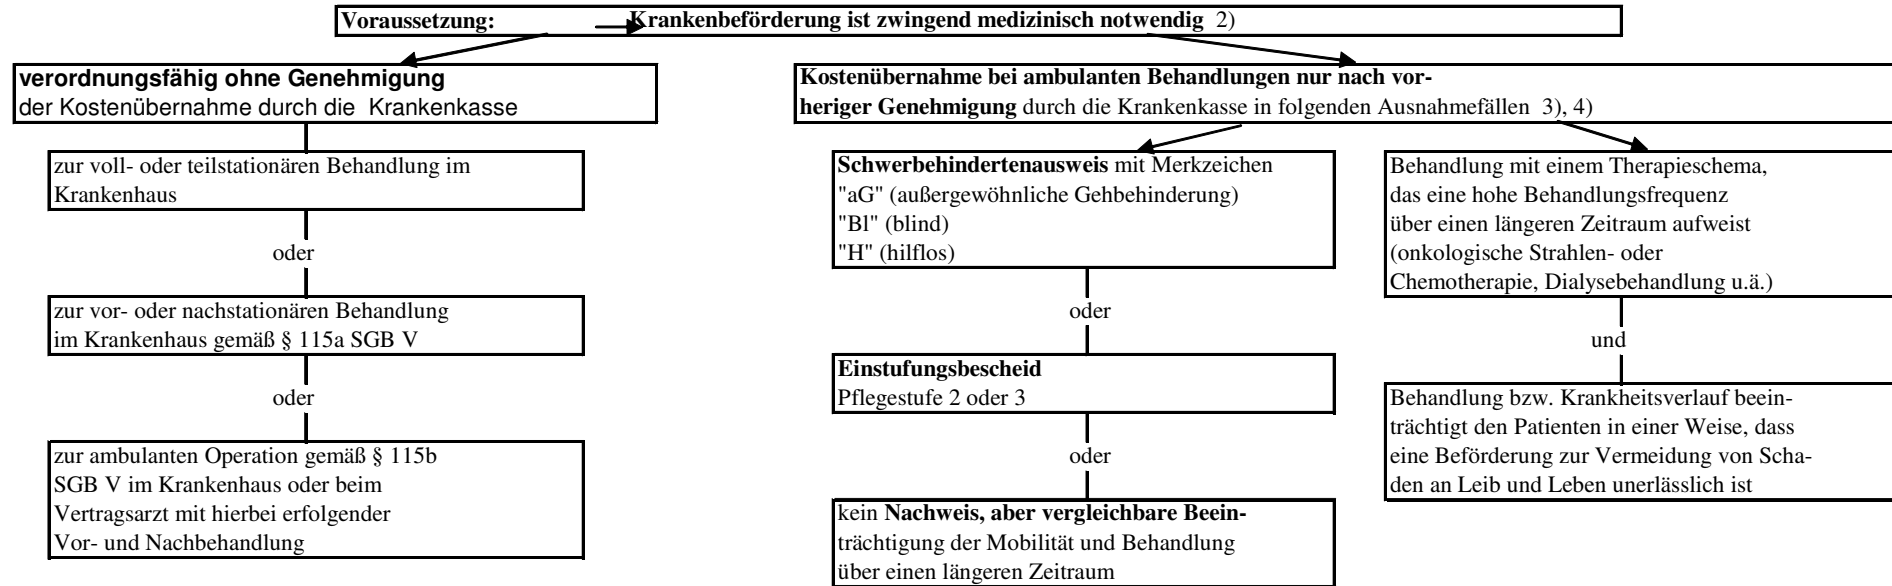 Voraussetzung: Krankenbeförderung ist zwingend medizinisch notwendig 2)
verordnungsfähig ohne Genehmigung
der Kostenübernahme durch die Krankenkasse
zur voll- oder teilstationären Behandlung im
Krankenhaus
oder
zur vor- oder nachstationären Behandlung
im Krankenhaus gemäß § 115a SGB V
oder
zur ambulanten Operation gemäß § 115b
SGB V im Krankenhaus oder beim
Vertragsarzt mit hierbei erfolgender
Vor- und Nachbehandlung
Kostenübernahme bei ambulanten Behandlungen nur nach vor-
heriger Genehmigung durch die Krankenkasse in folgenden Ausnahmefällen 3), 4)
Schwerbehindertenausweis mit Merkzeichen
"aG" (außergewöhnliche Gehbehinderung)
"Bl" (blind)
"H" (hilflos)
oder
Einstufungsbescheid
Pflegestufe 2 oder 3
oder
kein Nachweis, aber vergleichbare Beein-
trächtigung der Mobilität und Behandlung
über einen längeren Zeitraum
Behandlung mit einem Therapieschema,
das eine hohe Behandlungsfrequenz
über einen längeren Zeitraum aufweist
(onkologische Strahlen- oder
Chemotherapie, Dialysebehandlung u.ä.)
und
Behandlung bzw. Krankheitsverlauf beein-
trächtigt den Patienten in einer Weise, dass
eine Beförderung zur Vermeidung von Scha-
den an Leib und Leben unerlässlich ist